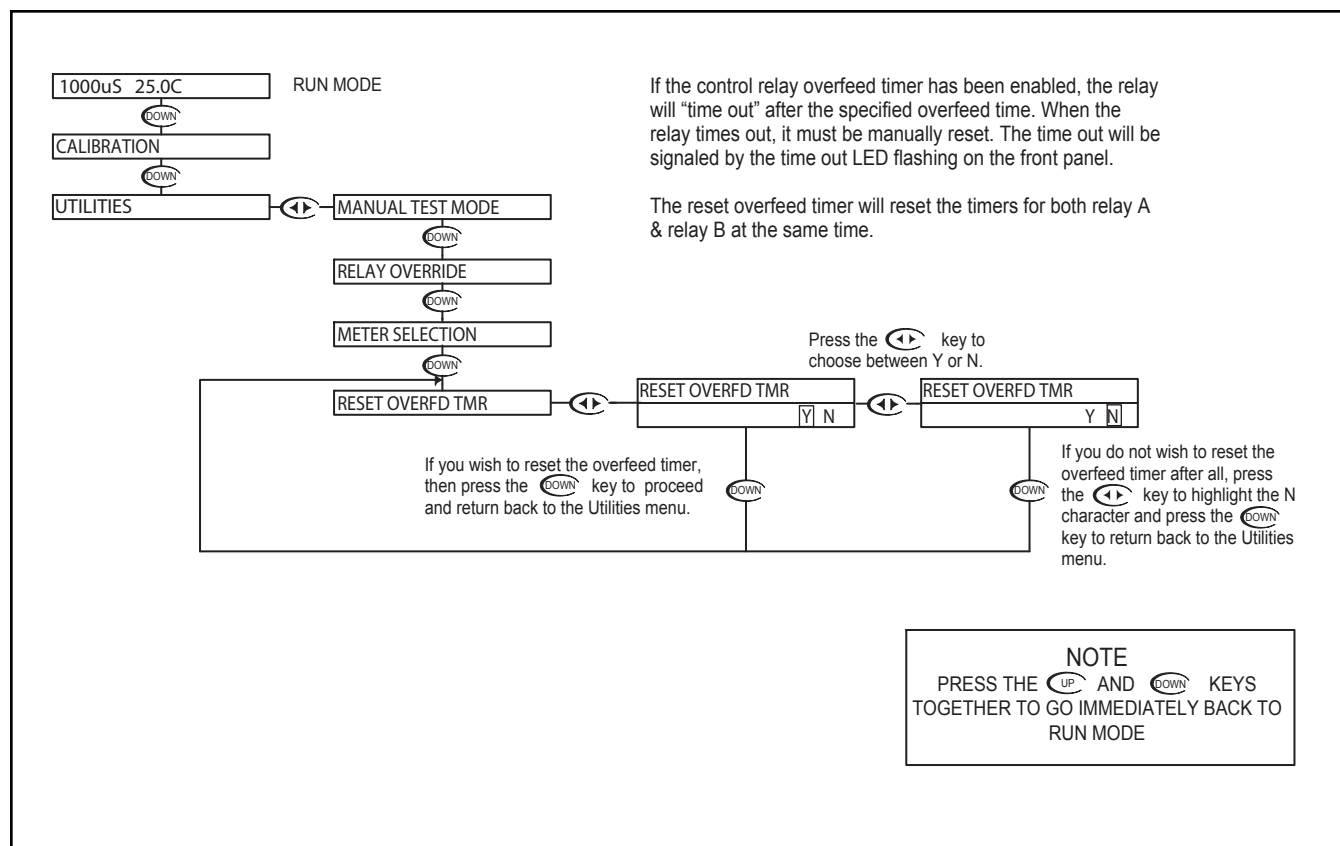 1000uS 25.0C
RUN MODE
DOWN
CALIBRATION
DOWN
UTILITIES
MANUAL TEST MODE
DOWN
RELAY OVERRIDE
DOWN
METER SELECTION
DOWN
RESET OVERFD TMR
If the control relay overfeed timer has been enabled, the relay
will “time out” after the specified overfeed time. When the
relay times out, it must be manually reset. The time out will be
signaled by the time out LED flashing on the front panel.
The reset overfeed timer will reset the timers for both relay A
& relay B at the same time.
Press the key to
choose between Y or N.
RESET OVERFD TMR
Y N
RESET OVERFD TMR
Y N
If you wish to reset the overfeed timer,
then press the DOWN key to proceed
and return back to the Utilities menu.
DOWN
DOWN
If you do not wish to reset the
overfeed timer after all, press
the key to highlight the N
character and press the DOWN
key to return back to the Utilities
menu.
NOTE
PRESS THE UP AND DOWN KEYS
TOGETHER TO GO IMMEDIATELY BACK TO
RUN MODE